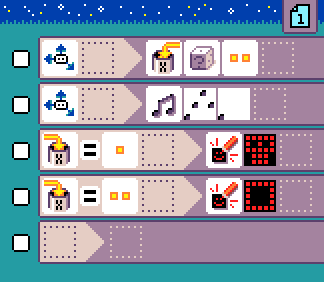 1
X ?
X =
X =